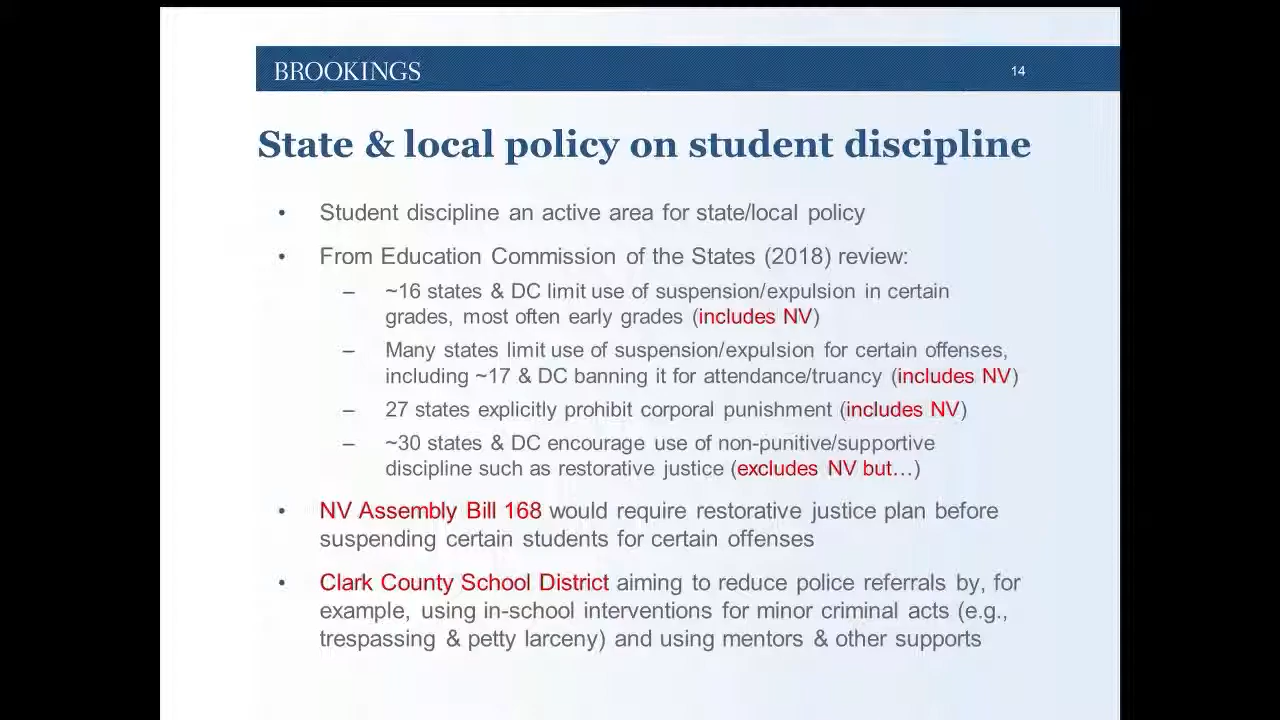 BROOKINGS
14
State & local policy on student discipline
• Student discipline an active area for state/local policy
• From Education Commission of the States (2018) review:
– ~16 states & DC limit use of suspension/expulsion in certain
grades, most often early grades (includes NV)
– Many states limit use of suspension/expulsion for certain offenses,
including ~17 & DC banning it for attendance/truancy (includes NV)
– 27 states explicitly prohibit corporal punishment (includes NV)
– ~30 states & DC encourage use of non-punitive/supportive
discipline such as restorative justice (excludes NV but…)
• NV Assembly Bill 168 would require restorative justice plan before
suspending certain students for certain offenses
• Clark County School District aiming to reduce police referrals by, for
example, using in-school interventions for minor criminal acts (e.g.,
trespassing & petty larceny) and using mentors & other supports